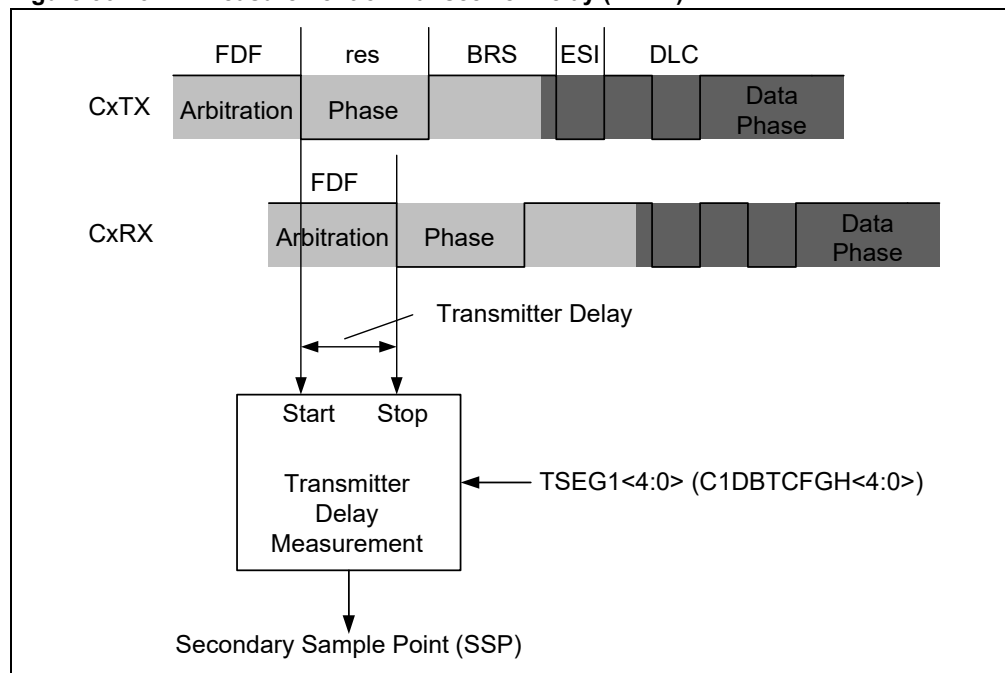 FDF res BRS ESI DLC
CxTX Arbitration Phase Data Phase
FDF
CxRX Arbitration Phase Data Phase
Transmitter Delay
Start Stop
Transmitter
Delay
Measurement
TSEG1<4:0> (C1DBTCFGH<4:0>)
Secondary Sample Point (SSP)